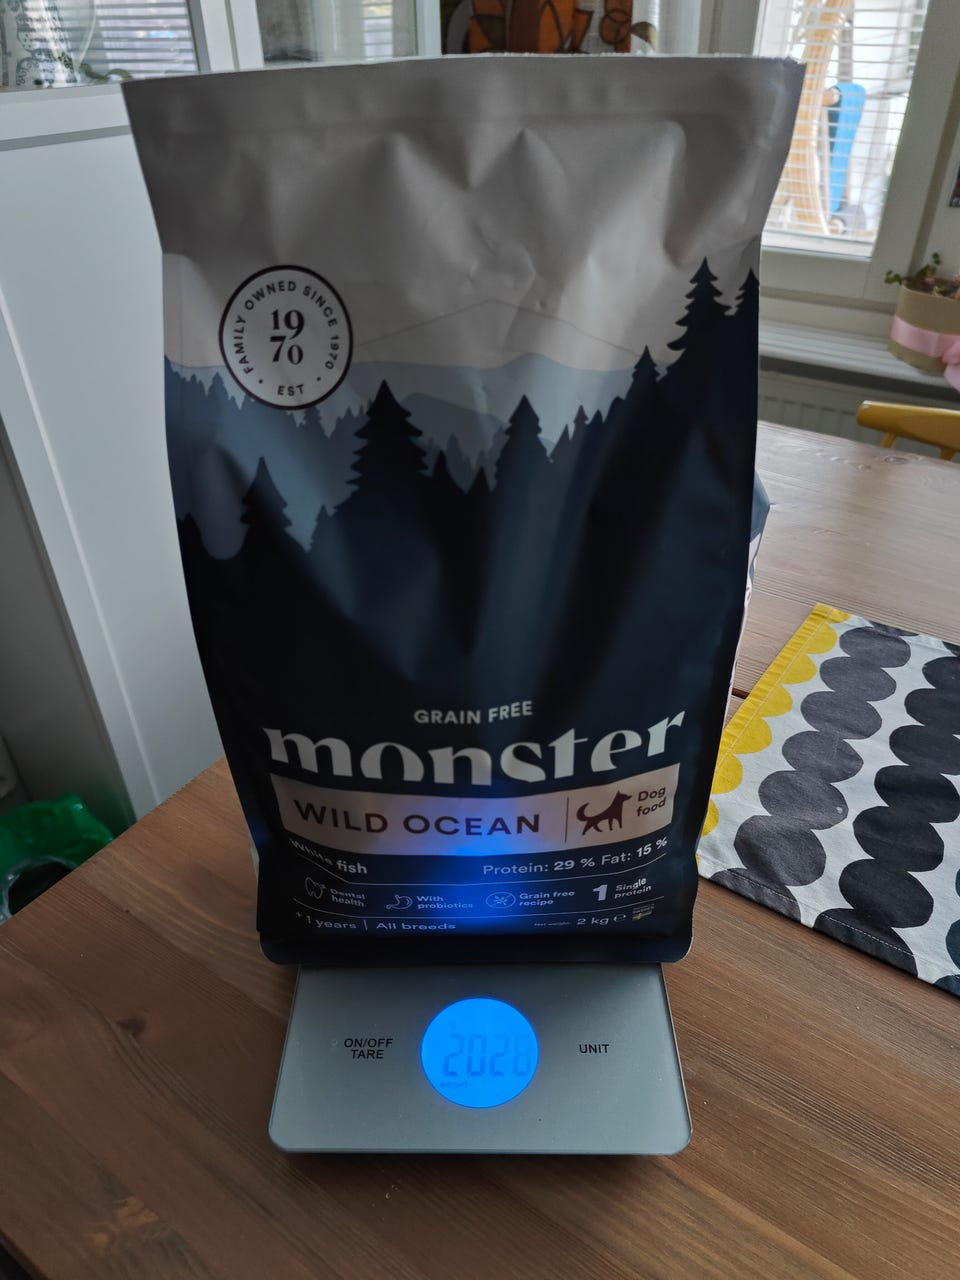 FAMILY OWNED SINCE 1970
19
70
EST
GRAIN FREE
monster
WILD OCEAN
Dog
food
White fish
Protein: 29 % Fat: 15 %
Dental
health
With
probiotics
Grain free
recipe
1 Single
protein
+1 years | All breeds
Net weight: 2 kg ℮
ON/OFF
TARE
2028
UNIT